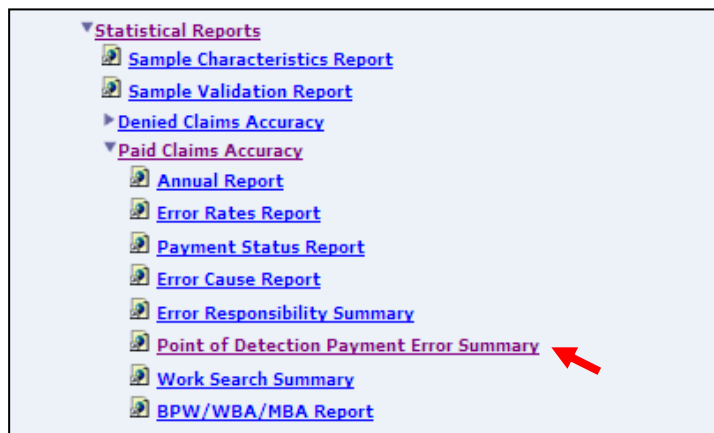 Statistical Reports
Sample Characteristics Report
Sample Validation Report
Denied Claims Accuracy
Paid Claims Accuracy
Annual Report
Error Rates Report
Payment Status Report
Error Cause Report
Error Responsibility Summary
Point of Detection Payment Error Summary
Work Search Summary
BPW/WBA/MBA Report